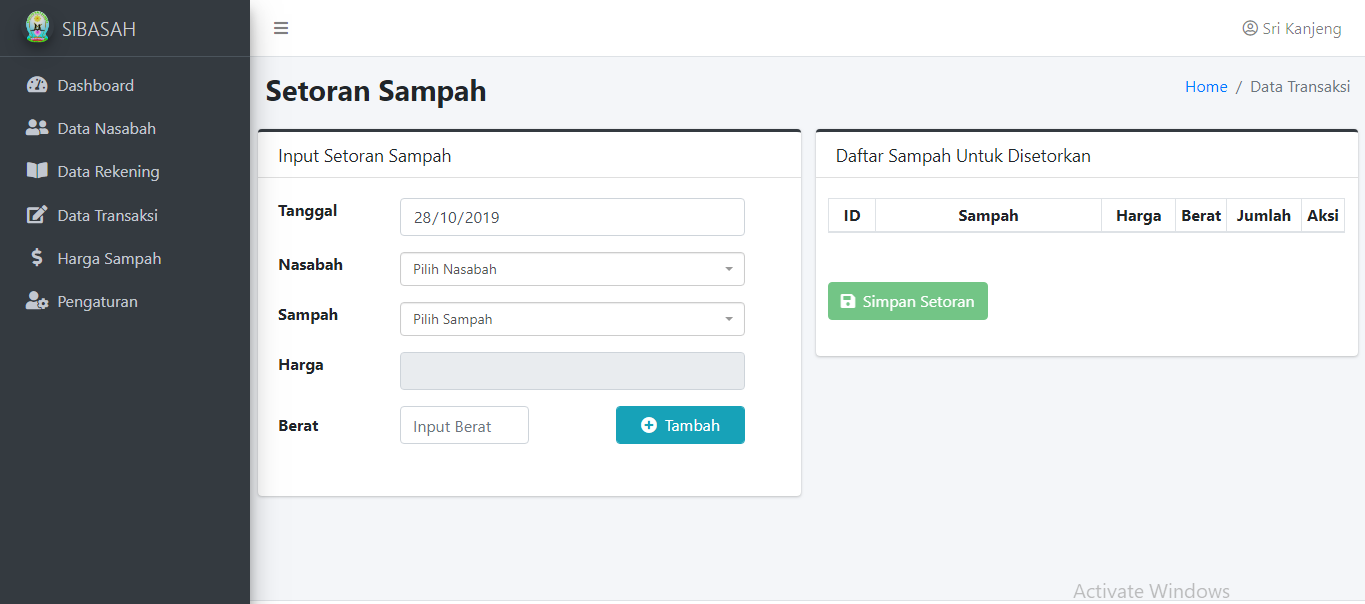 SIBASAH
Sri Kanjeng
Dashboard
Data Nasabah
Data Rekening
Data Transaksi
Harga Sampah
Pengaturan
Setoran Sampah
Home / Data Transaksi
Input Setoran Sampah
Tanggal 28/10/2019
Nasabah Pilih Nasabah
Sampah Pilih Sampah
Harga
Berat Input Berat Tambah
Daftar Sampah Untuk Disetorkan
ID Sampah Harga Berat Jumlah Aksi
Simpan Setoran
Activate Windows